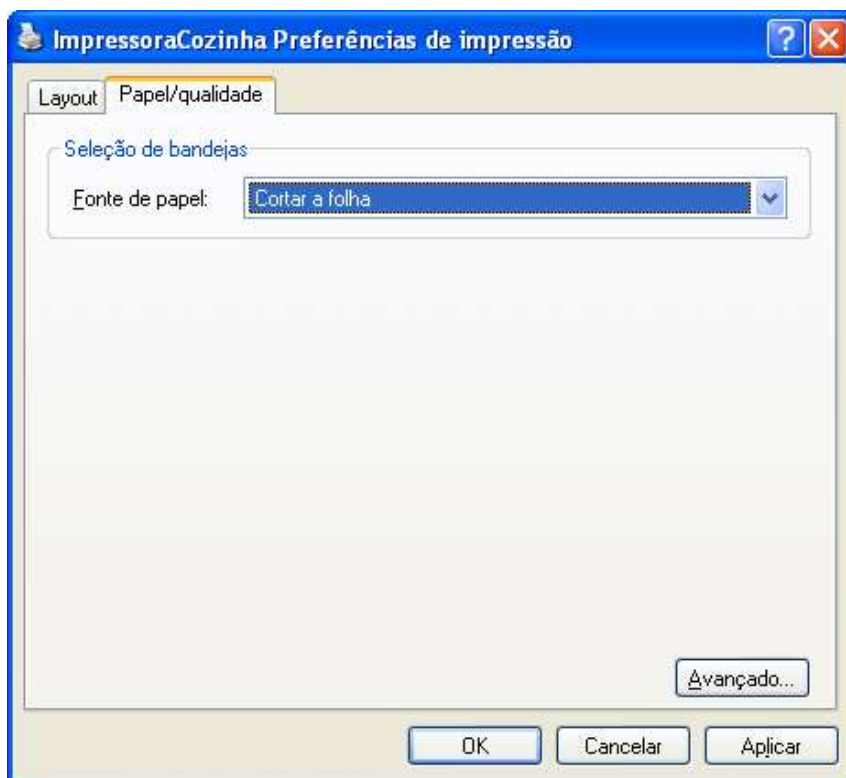 ImpressoraCozinha Preferências de impressão
Layout Papel/qualidade
Seleção de bandejas
Fonte de papel: Cortar a folha
Avançado...
OK Cancelar Aplicar